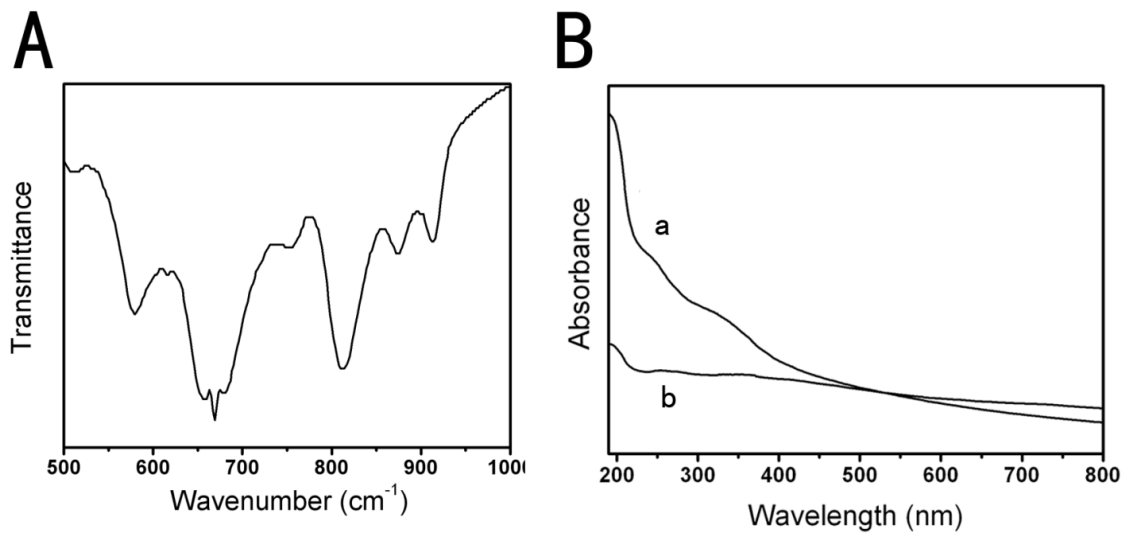 A
Transmittance
500 600 700 800 900 1000
Wavenumber (cm⁻¹)
B
Absorbance
a
b
200 300 400 500 600 700 800
Wavelength (nm)